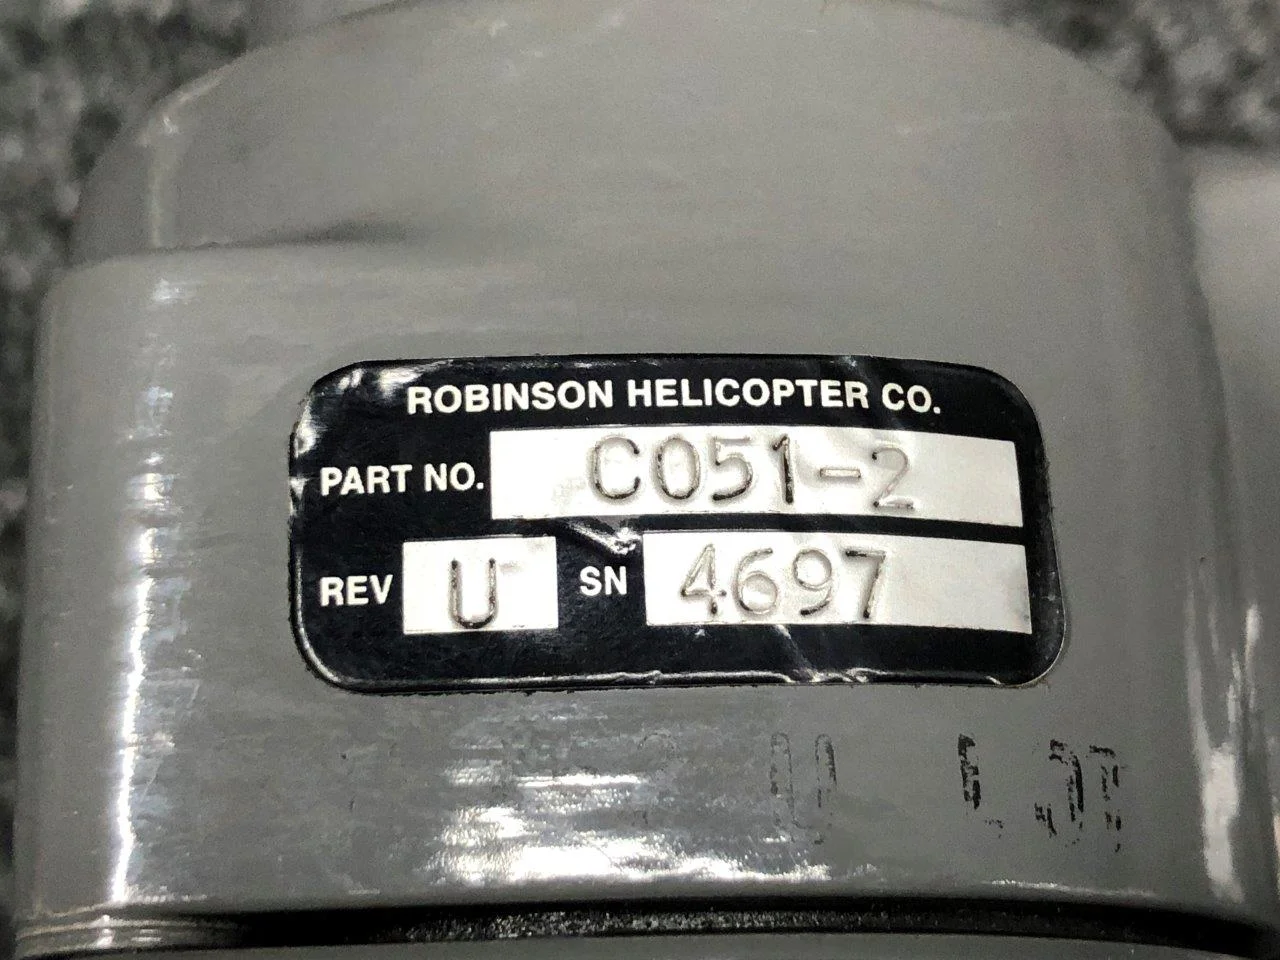 ROBINSON HELICOPTER CO.
PART NO. C051-2
REV U SN 4697